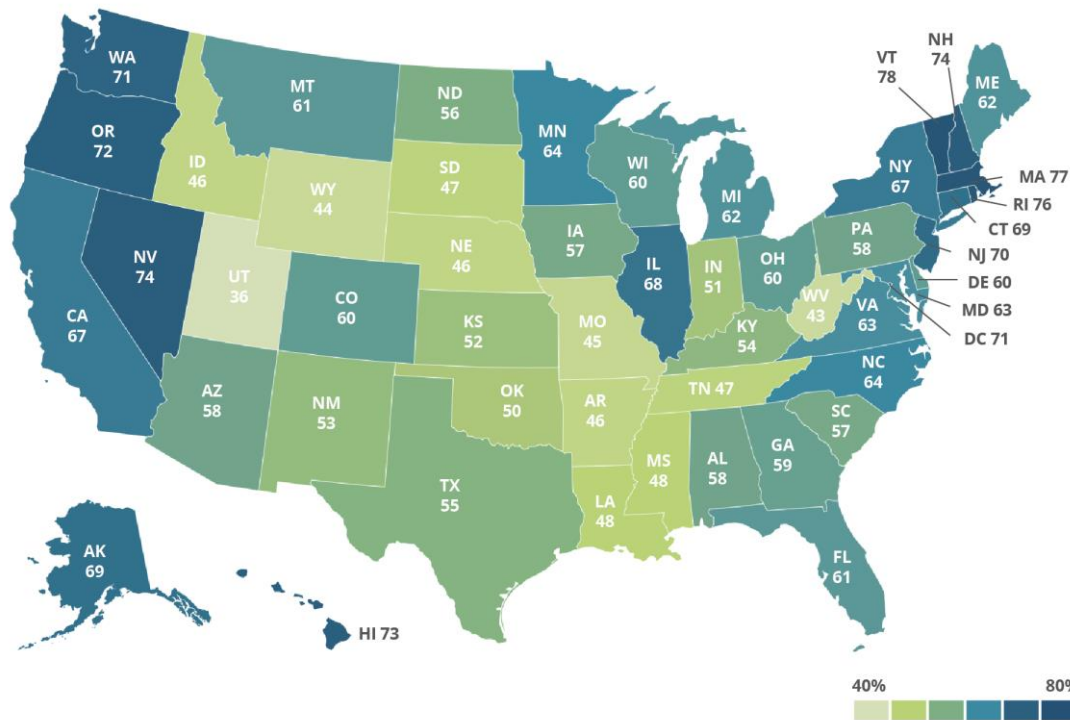 WA
71
OR
72
CA
67
NV
74
ID
46
MT
61
WY
44
UT
36
AZ
58
CO
60
NM
53
ND
56
SD
47
NE
46
KS
52
OK
50
TX
55
MN
64
IA
57
MO
45
AR
46
LA
48
WI
60
IL
68
MI
62
IN
51
OH
60
KY
54
TN 47
MS
48
AL
58
GA
59
FL
61
SC
57
NC
64
VA
63
WV
43
PA
58
NY
67
VT
78
NH
74
ME
62
MA 77
RI 76
CT 69
NJ 70
DE 60
MD 63
DC 71
AK
69
HI 73
40%
80%